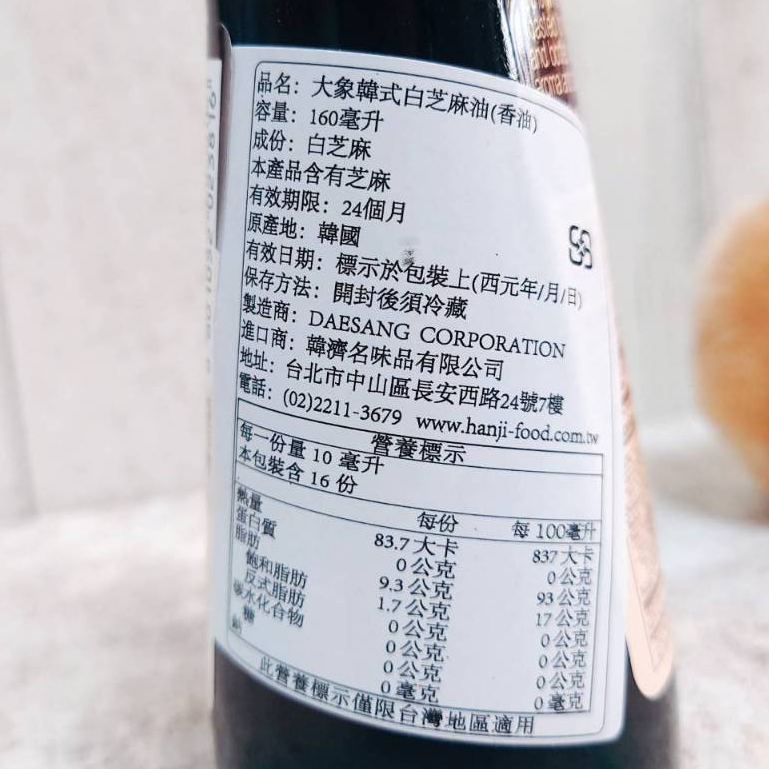 品名：大象韓式白芝麻油(香油)
容量：160毫升
成份：白芝麻
本產品含有芝麻
有效期限：24個月
原產地：韓國
有效日期：標示於包裝上(西元年/月/日)
保存方法：開封後須冷藏
製造商：DAESANG CORPORATION
進口商：韓濟名味品有限公司
地址：台北市中山區長安西路24號7樓
電話：(02)2211-3679 www.hanji-food.com.tw
營養標示
每一份量 10 毫升
本包裝含 16 份
每份 每 100毫升
熱量 83.7大卡 837大卡
蛋白質 0公克 0公克
脂肪 9.3公克 93公克
飽和脂肪 1.7公克 17公克
反式脂肪 0公克 0公克
碳水化合物 0公克 0公克
糖 0公克 0公克
鈉 0毫克 0毫克
此營養標示僅限台灣地區適用